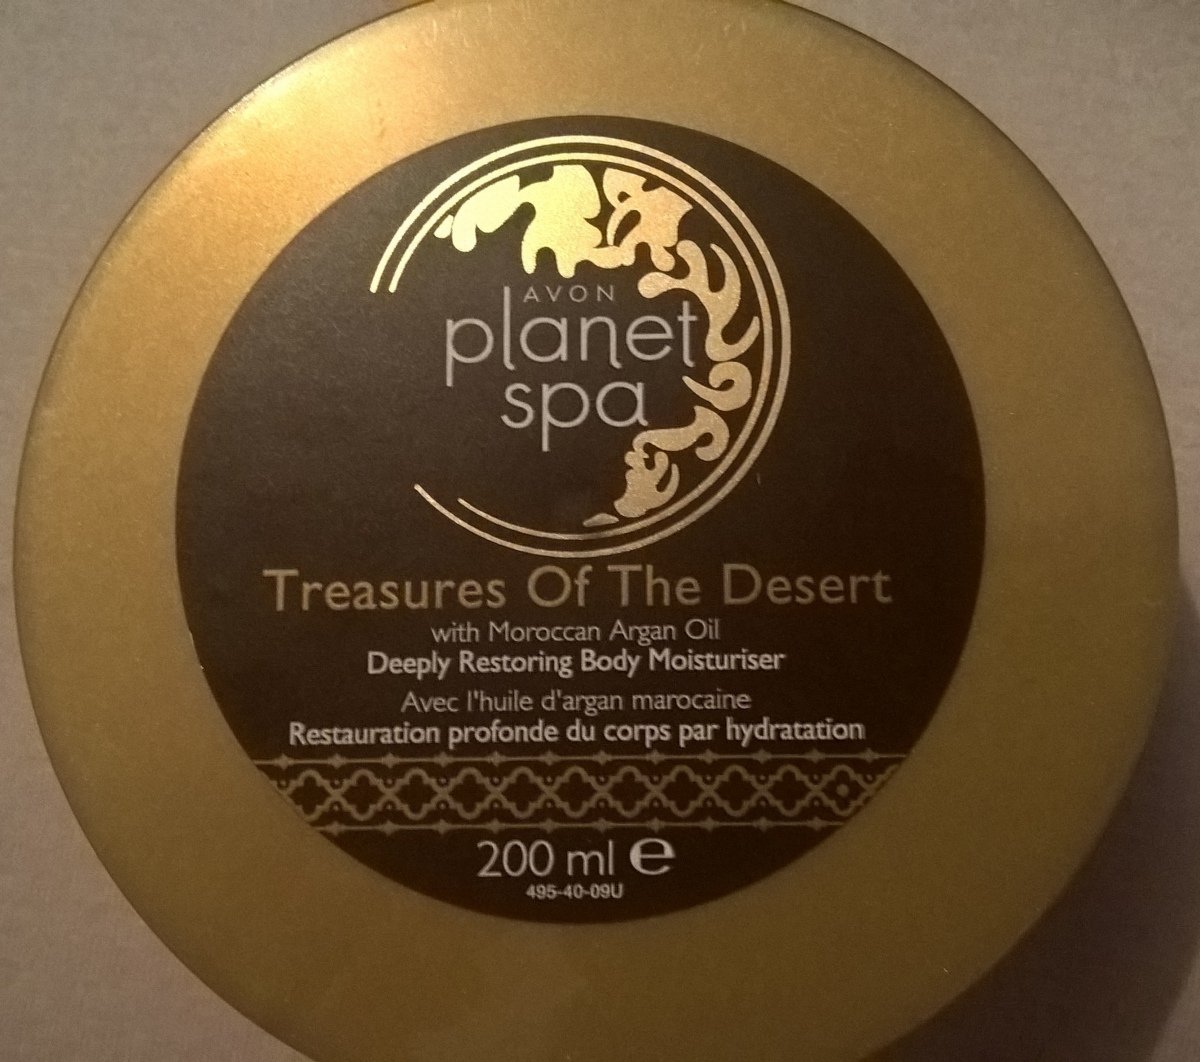 AVON
planet
spa
Treasures Of The Desert
with Moroccan Argan Oil
Deeply Restoring Body Moisturiser
Avec l'huile d'argan marocaine
Restauration profonde du corps par hydratation
200 ml e
495-40-09U